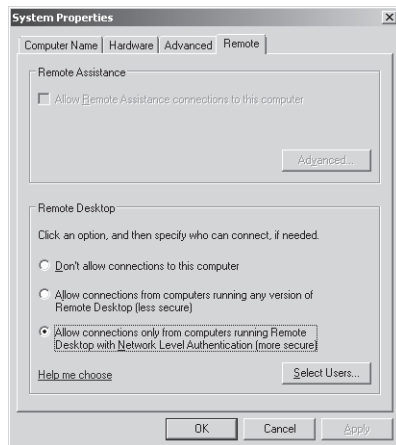 System Properties
Computer Name Hardware Advanced Remote
Remote Assistance
Allow Remote Assistance connections to this computer
Advanced...
Remote Desktop
Click an option, and then specify who can connect, if needed.
Don't allow connections to this computer
Allow connections from computers running any version of
Remote Desktop (less secure)
Allow connections only from computers running Remote
Desktop with Network Level Authentication (more secure)
Help me choose
Select Users...
OK Cancel Apply